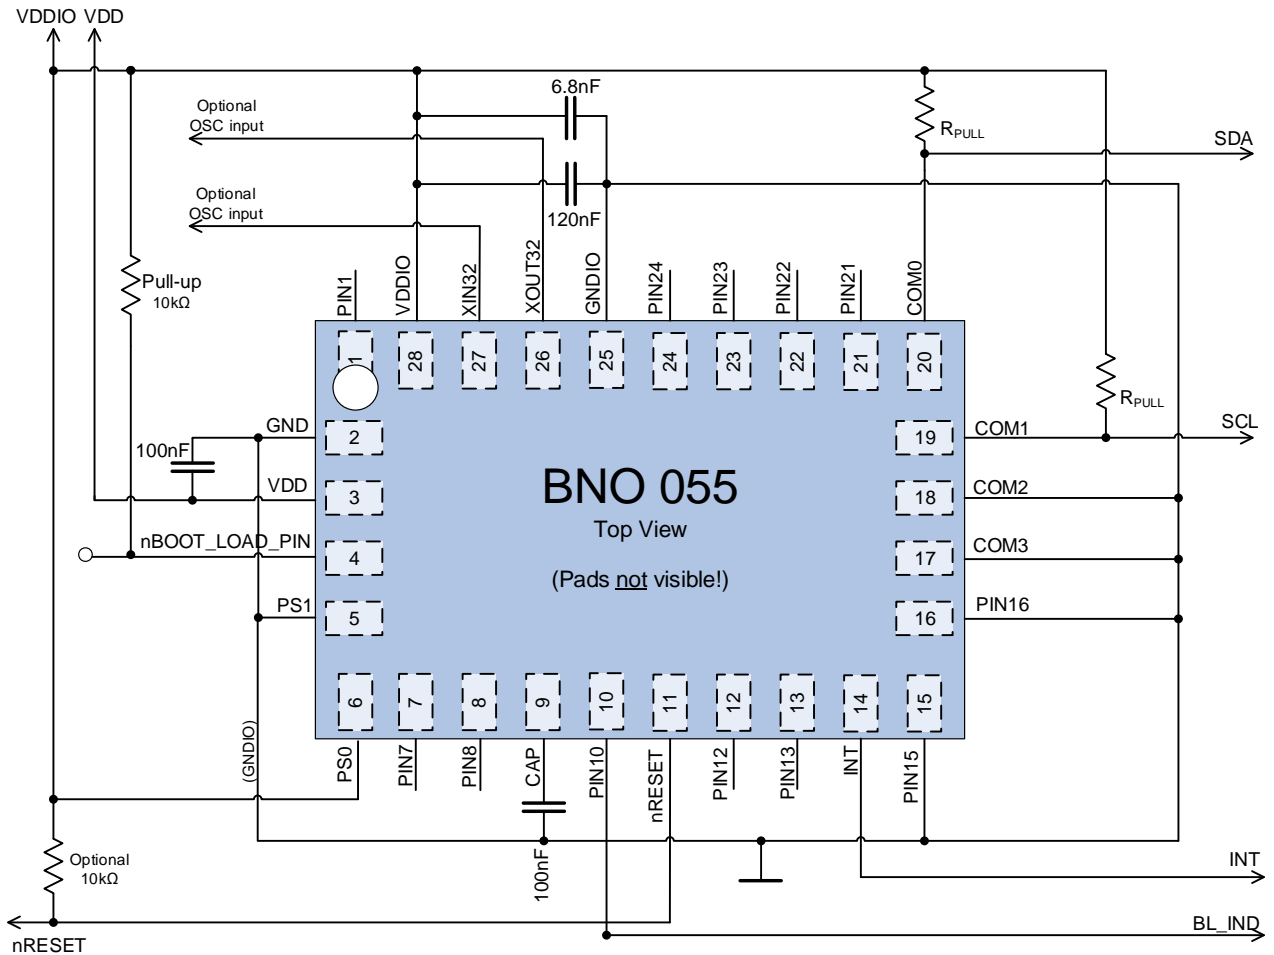 VDDIO VDD
6.8nF
Optional
OSC input
R_PULL
SDA
Optional
OSC input
120nF
Pull-up
10kΩ
PIN1
VDDIO
XIN32
XOUT32
GNDIO
PIN24
PIN23
PIN22
PIN21
COM0
1
28
27
26
25
24
23
22
21
20
R_PULL
GND
2
19
COM1
SCL
100nF
VDD
3
BNO 055
18
COM2
Top View
nBOOT_LOAD_PIN
4
17
COM3
(Pads not visible!)
PS1
5
16
PIN16
6
7
8
9
10
11
12
13
14
15
(GNDIO)
PS0
PIN7
PIN8
CAP
PIN10
nRESET
PIN12
PIN13
INT
PIN15
Optional
10kΩ
100nF
INT
BL_IND
nRESET